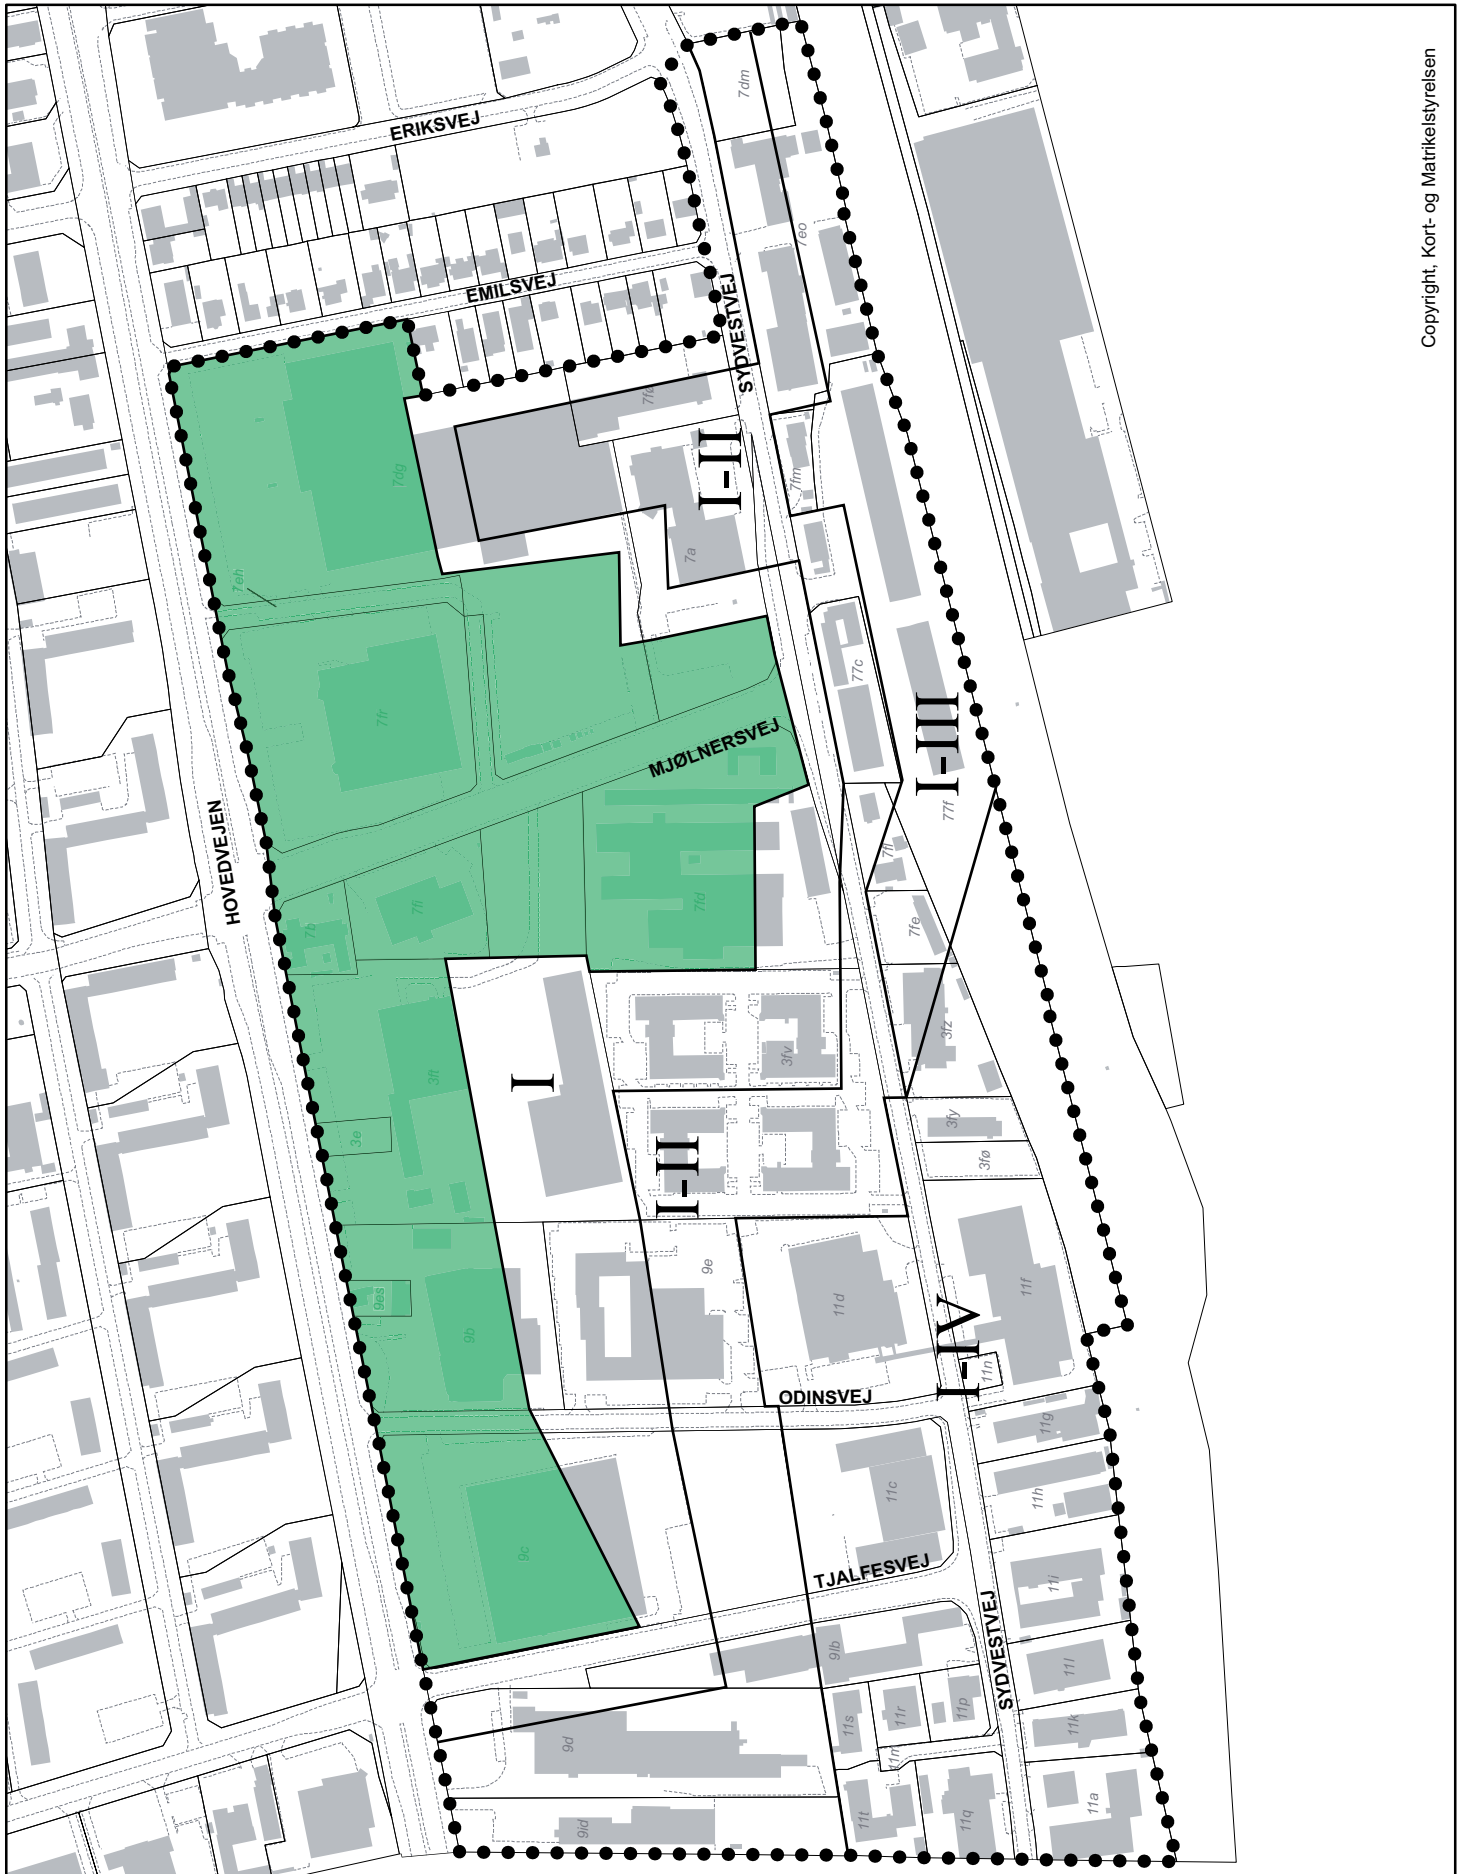 Copyright, Kort- og Matrikelstyrelsen
ERIKSVEJ
7dm
7eo
EMILSVEJ
SYDVESTVEJ
7fø
7dg
I-II
7fm
7a
7eh
77c
7fr
MJØLNERSVEJ
I-III
77f
HOVEDVEJEN
7fl
7fi
7fd
7b
7fe
3fz
3fv
3ft
I
3e
3fy
3fø
I-II
9e
11f
11d
9es
9b
I-IV
11n
ODINSVEJ
11g
11c
11h
9c
TJALFESVEJ
11i
SYDVESTVEJ
9lb
11l
11p
11r
11s
11k
9d
11m
11t
11q
11a
9id